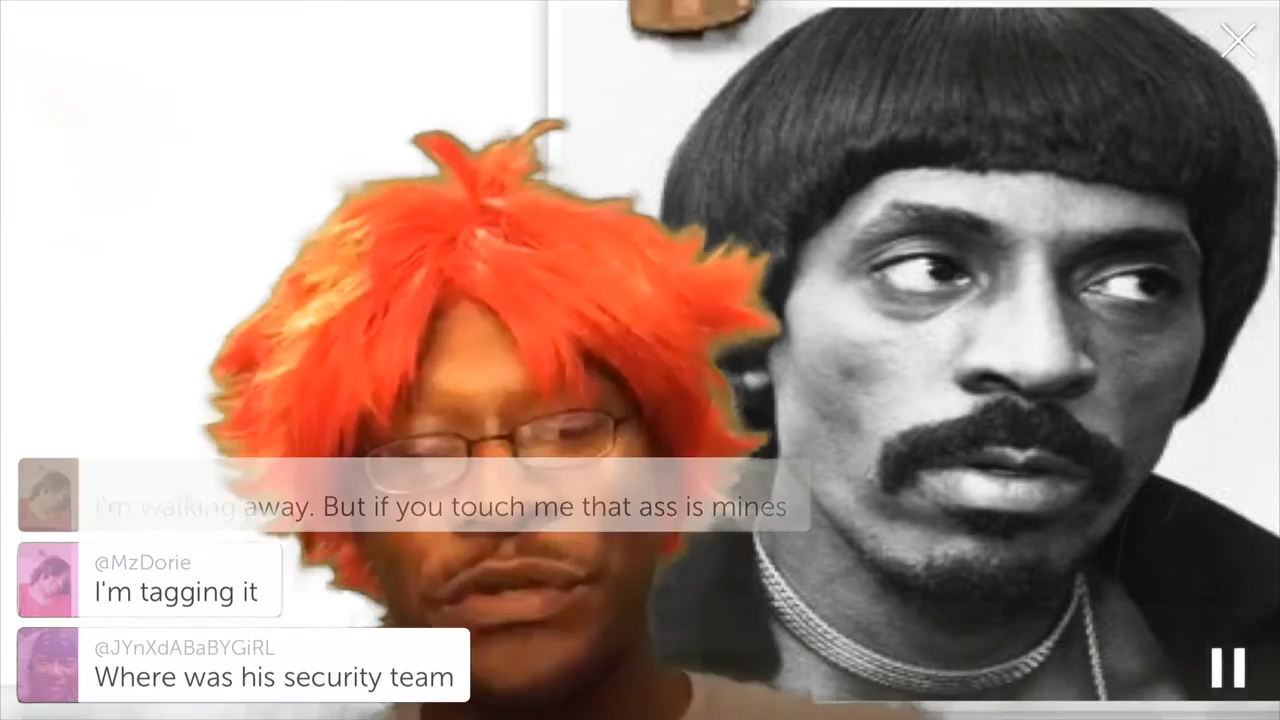 I'm walking away. But if you touch me that ass is mines
@MzDorie
I'm tagging it
@JYnXdABaBYGiRL
Where was his security team